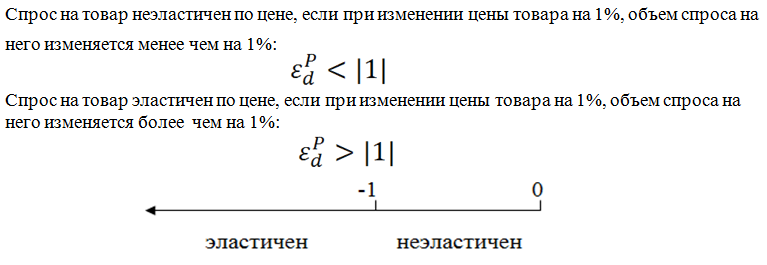 Спрос на товар неэластичен по цене, если при изменении цены товара на 1%, объем спроса на
него изменяется менее чем на 1%:
ε_d^P < |1|
Спрос на товар эластичен по цене, если при изменении цены товара на 1%, объем спроса на
него изменяется более чем на 1%:
ε_d^P > |1|
-1 0
эластичен неэластичен